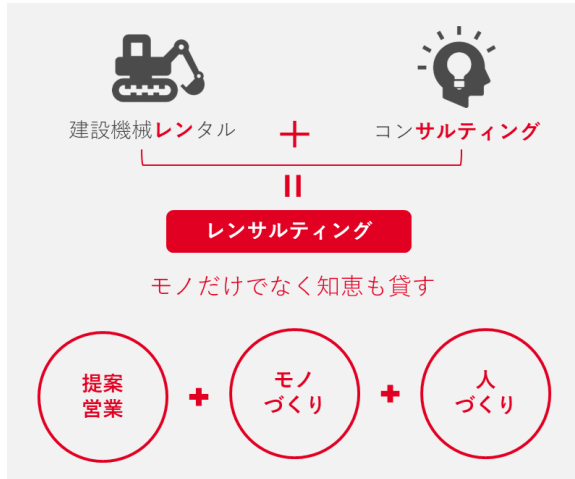 建設機械レンタル + コンサルティング
=
レンサルティング
モノだけでなく知恵も貸す
提案
営業
+
モノ
づくり
+
人
づくり